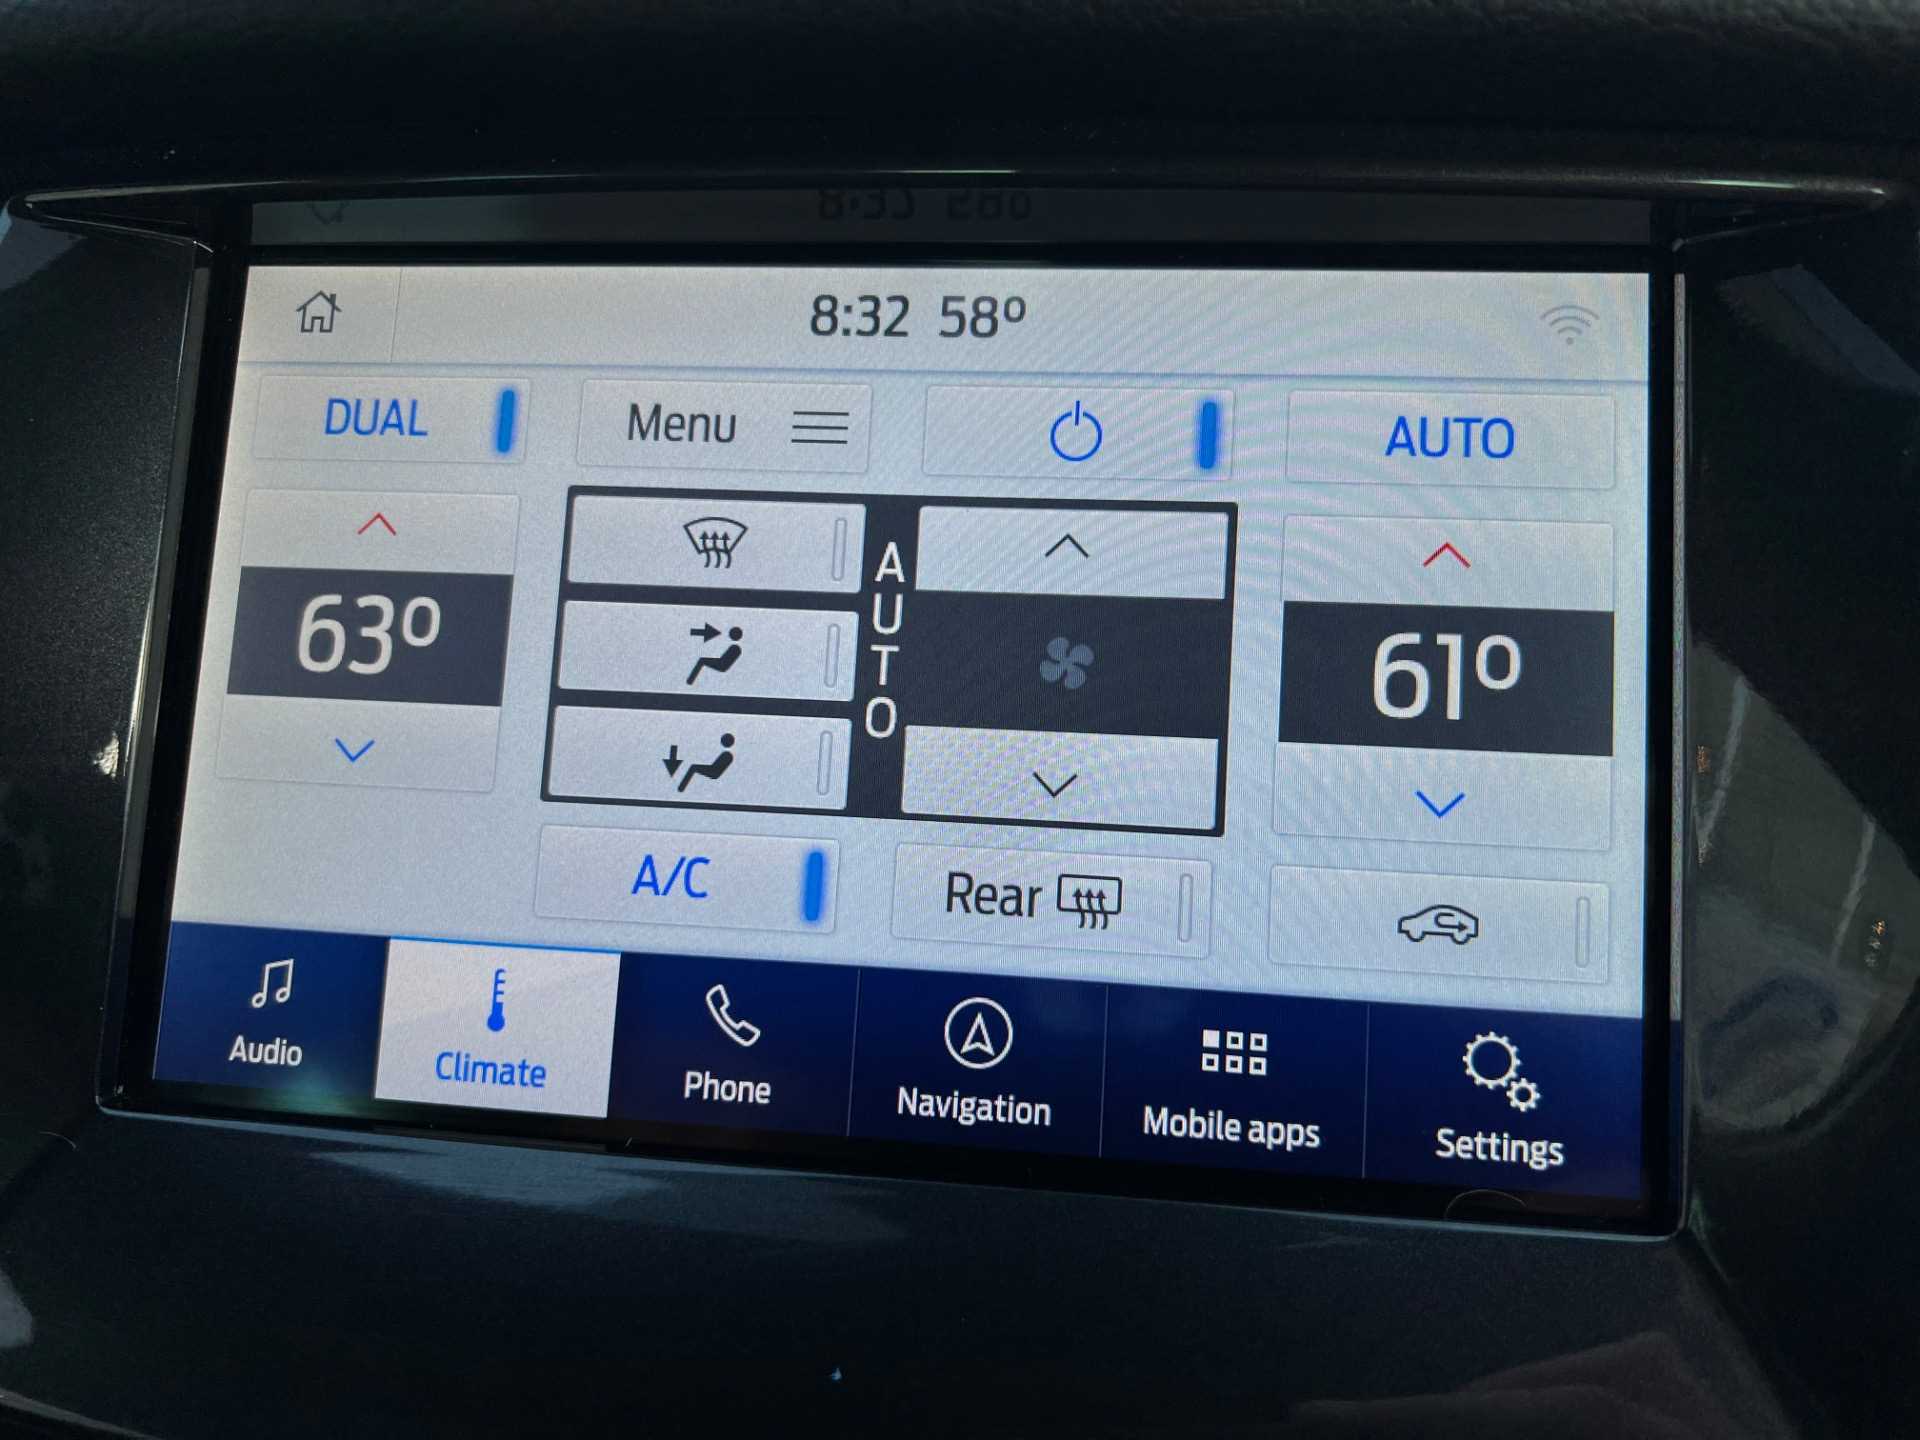 8:32 58°
DUAL
Menu
AUTO
63°
AUTO
61°
A/C
Rear
Audio
Climate
Phone
Navigation
Mobile apps
Settings